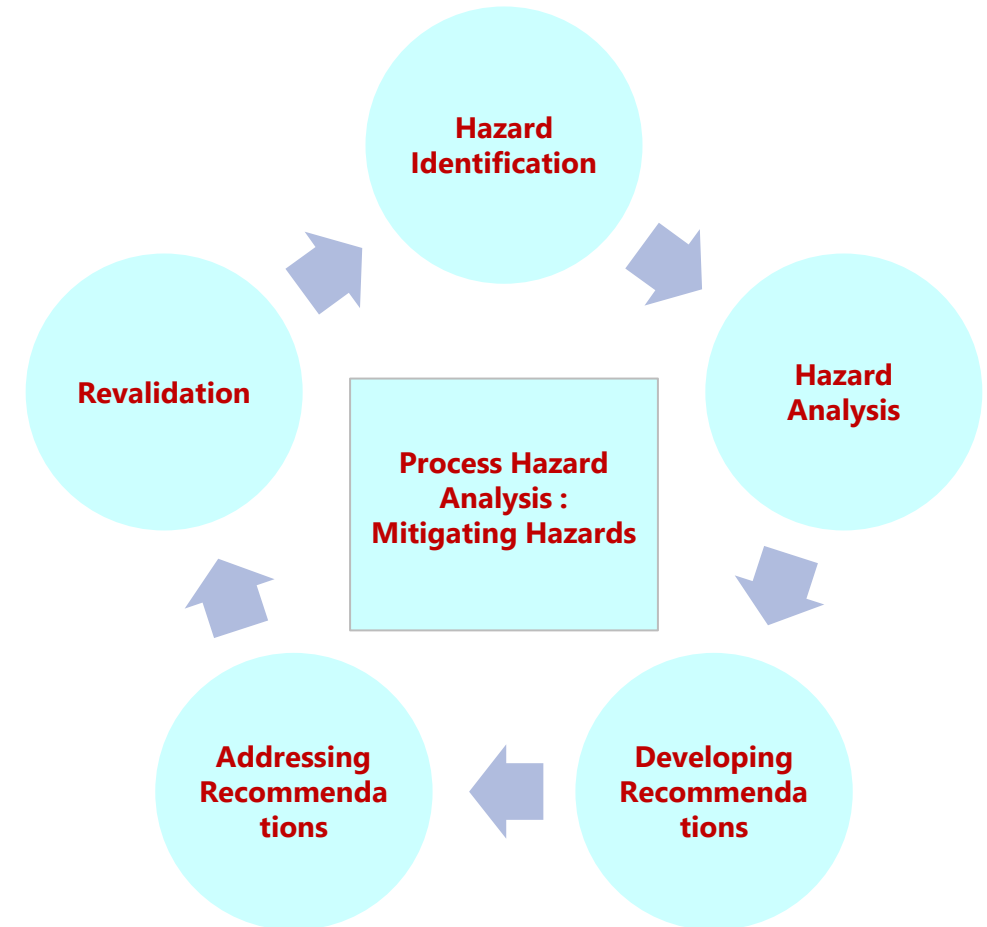 Hazard
Identification
Hazard
Analysis
Developing
Recommenda
tions
Addressing
Recommenda
tions
Revalidation
Process Hazard
Analysis :
Mitigating Hazards